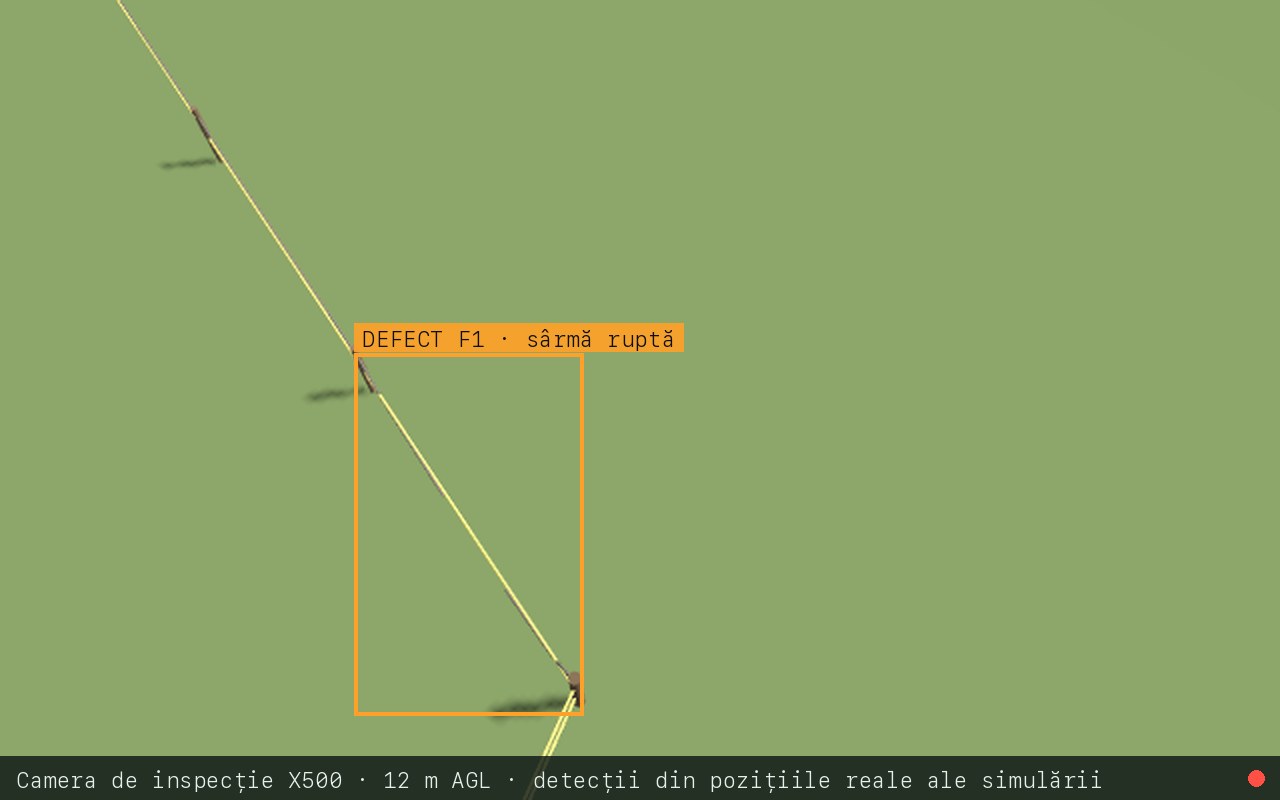 DEFECT F1 · sârmă ruptă
Camera de inspecție X500 · 12 m AGL · detecții din pozițiile reale ale simulării